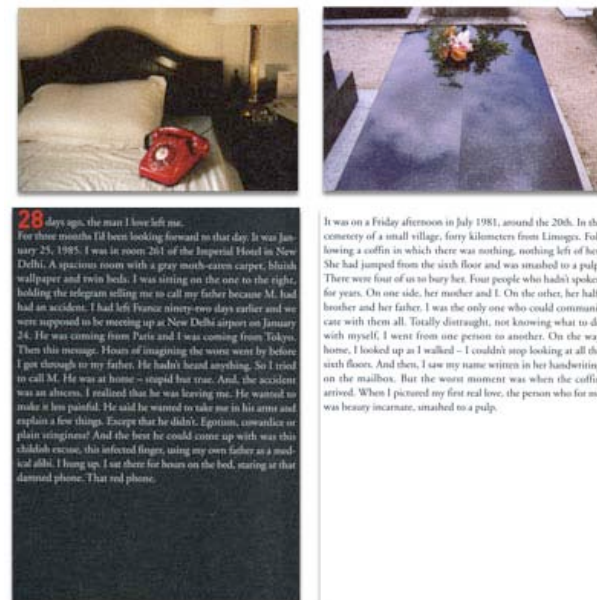 28 days ago, the man I love left me.
For three months I'd been looking forward to that day. It was Jan-
uary 25, 1985. I was in room 261 of the Imperial Hotel in New
Delhi. A spacious room with a gray moth-eaten carpet, bluish
wallpaper and twin beds. I was sitting on the one to the right,
holding the telegram telling me to call my father because M. had
had an accident. I had left France ninety-two days earlier and we
were supposed to be meeting up at New Delhi airport on January
24. He was coming from Paris and I was coming from Tokyo.
Then this message. Hours of imagining the worst went by before
I got through to my father. He hadn't heard anything. So I tried
to call M. He was at home – stupid but true. And, the accident
was an abscess. I realized that he was leaving me. He wanted to
make it less painful. He said he wanted to take me in his arms and
explain a few things. Except that he didn't. Egotism, cowardice or
plain stinginess? And the best he could come up with was this
childish excuse, this infected finger, using my own father as a med-
ical alibi. I hung up. I sat there for hours on the bed, staring at that
damned phone. That red phone.
It was on a Friday afternoon in July 1981, around the 20th. In th
cemetery of a small village, forty kilometers from Limoges. Fol
lowing a coffin in which there was nothing, nothing left of her
She had jumped from the sixth floor and was smashed to a pulp
There were four of us to bury her. Four people who hadn't spoke
for years. On one side, her mother and I. On the other, her half
brother and her father. I was the only one who could communi
cate with them all. Totally distraught, not knowing what to d
with myself, I went from one person to another. On the wa
home, I looked up as I walked – I couldn't stop looking at all th
sixth floors. And then, I saw my name written in her handwritin
on the mailbox. But the worst moment was when the coffi
arrived. When I pictured my first real love, the person who for m
was beauty incarnate, smashed to a pulp.